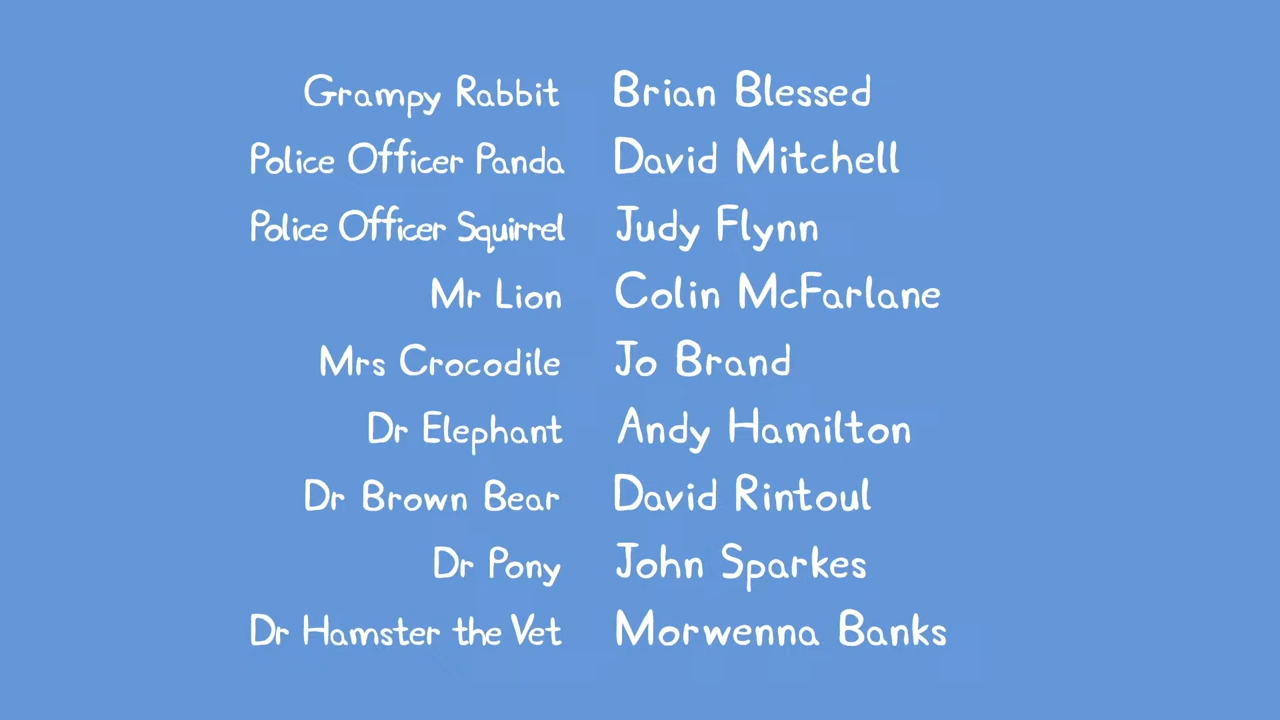 Grampy Rabbit Brian Blessed
Police Officer Panda David Mitchell
Police Officer Squirrel Judy Flynn
Mr Lion Colin McFarlane
Mrs Crocodile Jo Brand
Dr Elephant Andy Hamilton
Dr Brown Bear David Rintoul
Dr Pony John Sparkes
Dr Hamster the Vet Morwenna Banks